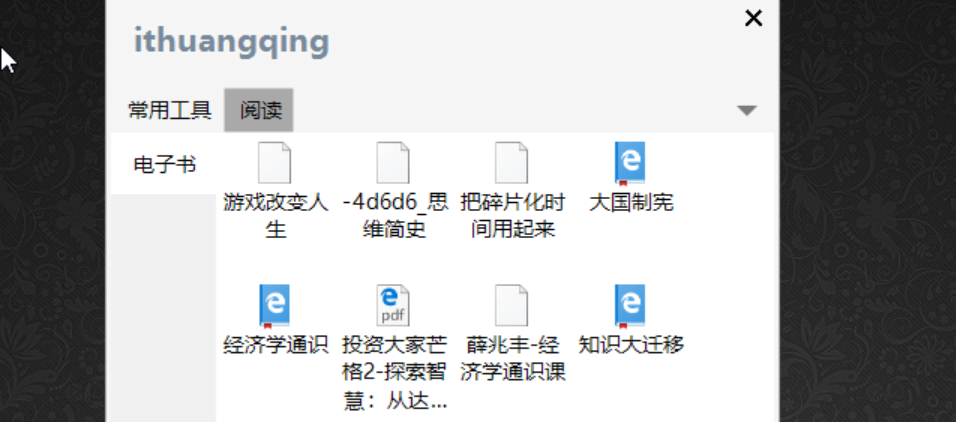 ithuangqing
常用工具 阅读
电子书
游戏改变人
生
-4d6d6_思
维简史
把碎片化时
间用起来
大国制宪
经济学通识
pdf
投资大家芒
格2-探索智
慧：从达...
薛兆丰-经
济学通识课
知识大迁移